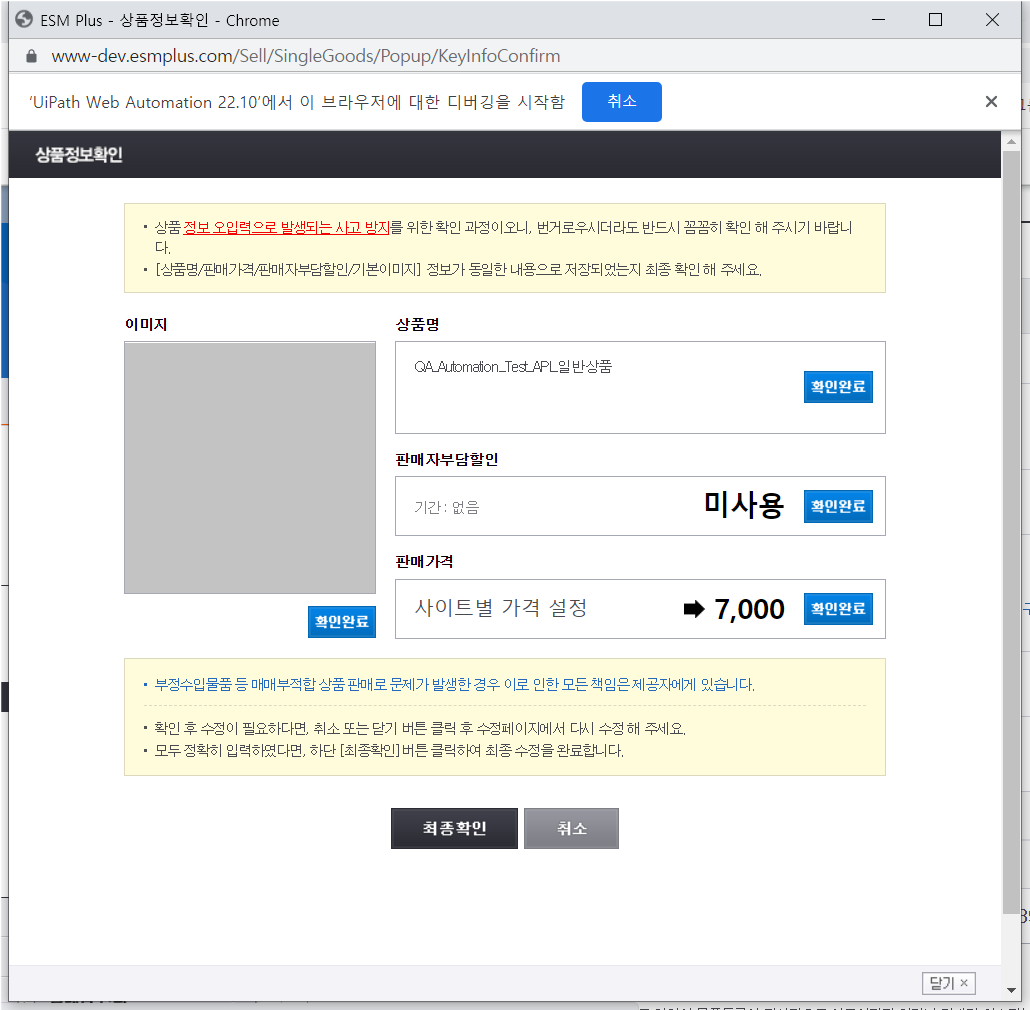 ESM Plus - 상품정보확인 - Chrome
www-dev.esmplus.com/Sell/SingleGoods/Popup/KeyInfoConfirm
'UiPath Web Automation 22.10'에서 이 브라우저에 대한 디버깅을 시작함 취소
상품정보확인
• 상품 정보 오입력으로 발생되는 사고 방지를 위한 확인 과정이오니, 번거로우시더라도 반드시 꼼꼼히 확인 해 주시기 바랍니
다.
• [상품명/판매가격/판매자부담할인/기본이미지] 정보가 동일한 내용으로 저장되었는지 최종 확인 해 주세요.
이미지
확인완료
상품명
QA_Automation_Test_API_일반상품
확인완료
판매자부담할인
기간 : 없음 미사용 확인완료
판매가격
사이트별 가격 설정 ➡ 7,000 확인완료
• 부정수입물품 등 매매부적합 상품 판매로 문제가 발생한 경우 이로 인한 모든 책임은 제공자에게 있습니다.
• 확인 후 수정이 필요하다면, 취소 또는 닫기 버튼 클릭 후 수정페이지에서 다시 수정 해 주세요.
• 모두 정확히 입력하였다면, 하단 [최종확인] 버튼 클릭하여 최종 수정을 완료합니다.
최종확인 취소
닫기 ×